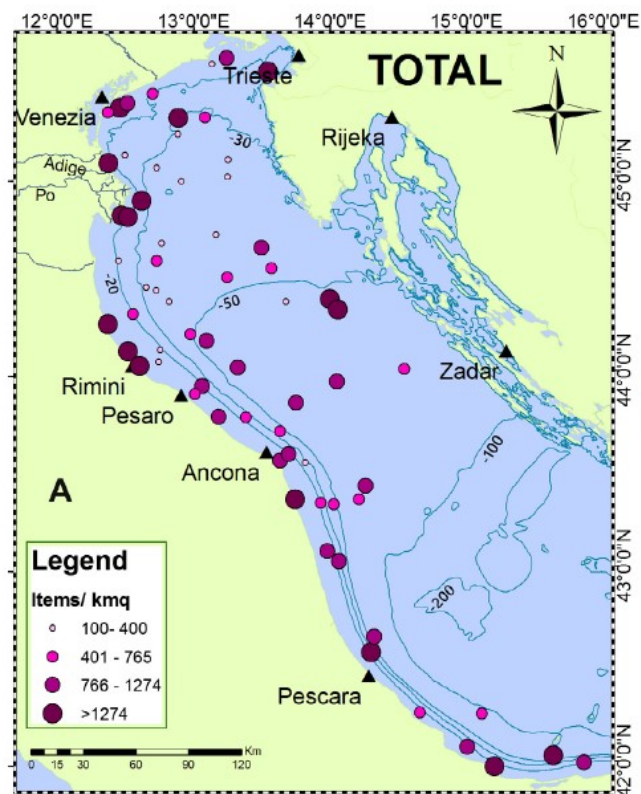 12°0'0"E 13°0'0"E 14°0'0"E 15°0'0"E 16°0'0"E
TOTAL
N
Trieste
Venezia
Rijeka
-30
Adige
Po
45°0'0"N
-20
-50
Zadar
Rimini
44°0'0"N
Pesaro
-100
Ancona
A
Legend
Items/ kmq
100- 400
401 - 765
766 - 1274
>1274
43°0'0"N
-200
Pescara
Km
0 15 30 60 90 120
42°0'0"N